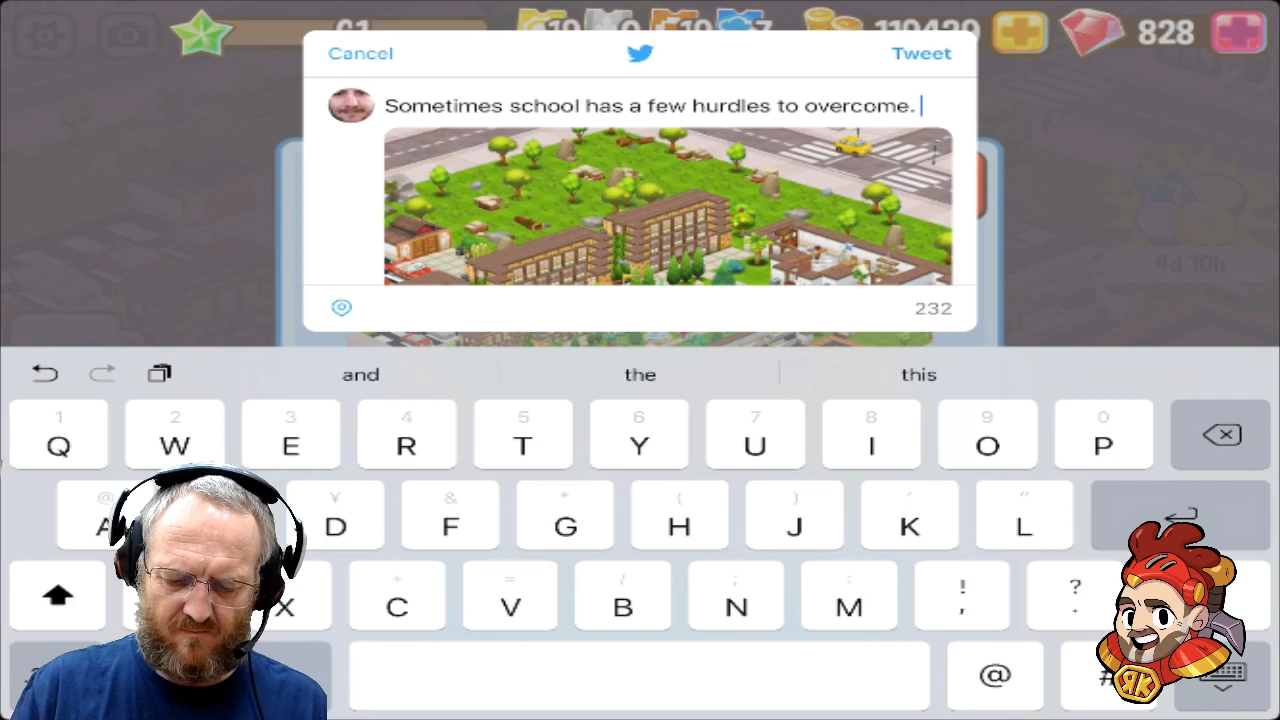 828
Cancel
Tweet
Sometimes school has a few hurdles to overcome.
4d 10h
232
and
the
this
1 2 3 4 5 6 7 8 9 0
Q W E R T Y U I O P
@ ¥ & * ( ) ' "
A D F G H J K L
+ = / ; : ! ?
X C V B N M , .
@ #
RK